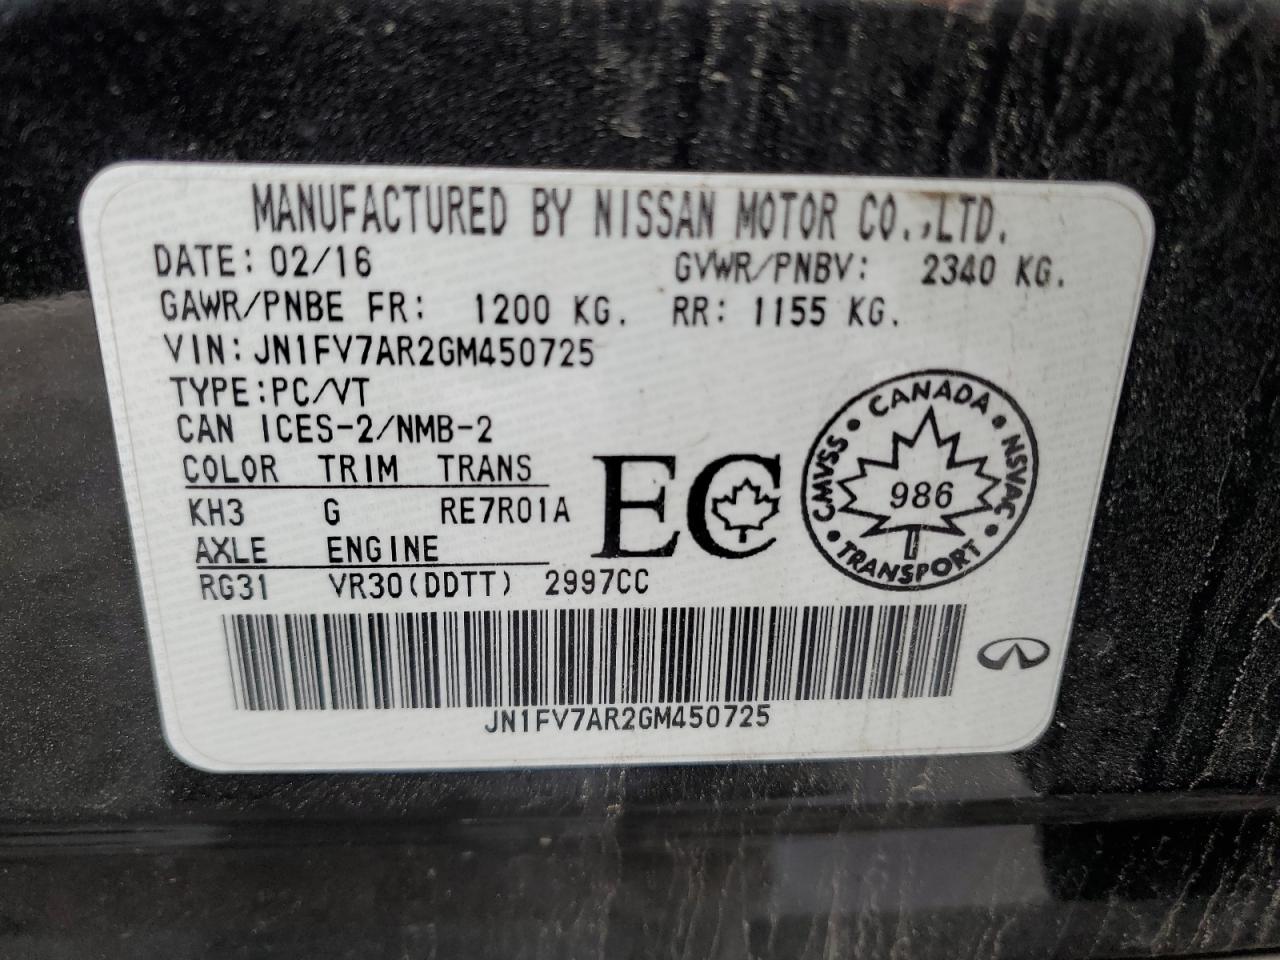 MANUFACTURED BY NISSAN MOTOR CO.,LTD.
DATE: 02/16 GVWR/PNBV: 2340 KG.
GAWR/PNBE FR: 1200 KG. RR: 1155 KG.
VIN: JN1FV7AR2GM450725
TYPE:PC/VT
CAN ICES-2/NMB-2
COLOR TRIM TRANS
KH3 G RE7R01A
AXLE ENGINE
RG31 VR30(DDTT) 2997CC
EC
CANADA
CMVSS
NSVAC
986
TRANSPORT
JN1FV7AR2GM450725